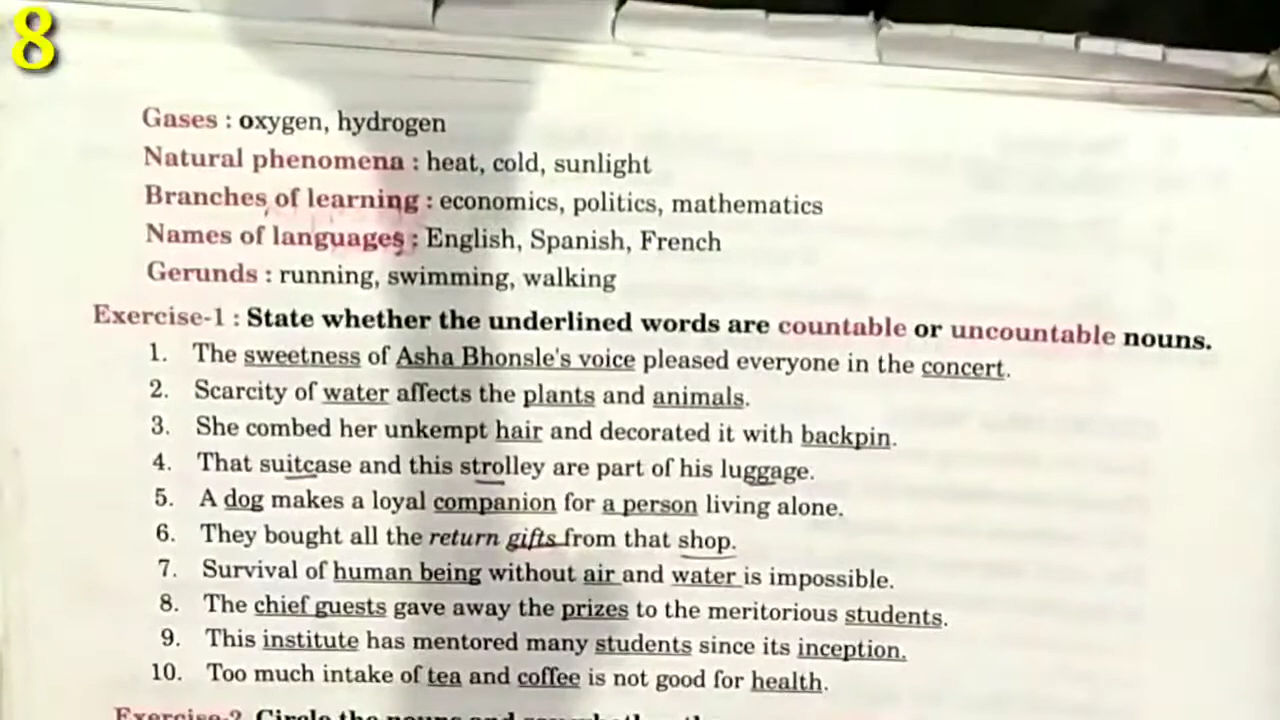 8
Gases : oxygen, hydrogen
Natural phenomena : heat, cold, sunlight
Branches of learning : economics, politics, mathematics
Names of languages : English, Spanish, French
Gerunds : running, swimming, walking
Exercise-1 : State whether the underlined words are countable or uncountable nouns.
1. The sweetness of Asha Bhonsle's voice pleased everyone in the concert.
2. Scarcity of water affects the plants and animals.
3. She combed her unkempt hair and decorated it with backpin.
4. That suitcase and this strolley are part of his luggage.
5. A dog makes a loyal companion for a person living alone.
6. They bought all the return gifts from that shop.
7. Survival of human being without air and water is impossible.
8. The chief guests gave away the prizes to the meritorious students.
9. This institute has mentored many students since its inception.
10. Too much intake of tea and coffee is not good for health.
Exercise-2 Circle the nouns and say whether the